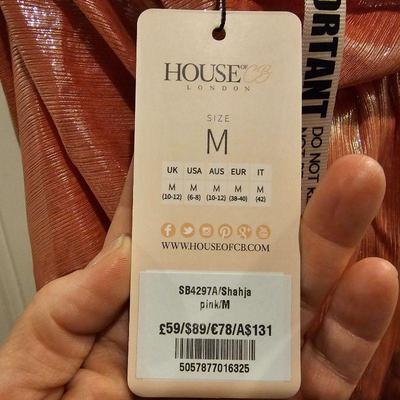 HOUSE OF CB
LONDON
SIZE
M
UK USA AUS EUR IT
M M M M M
(10-12) (6-8) (10-12) (38-40) (42)
WWW.HOUSEOFCB.COM
SB4297A/Shahja
pink/M
£59/$89/€78/A$131
5057877016325
ORTANT DO NOT